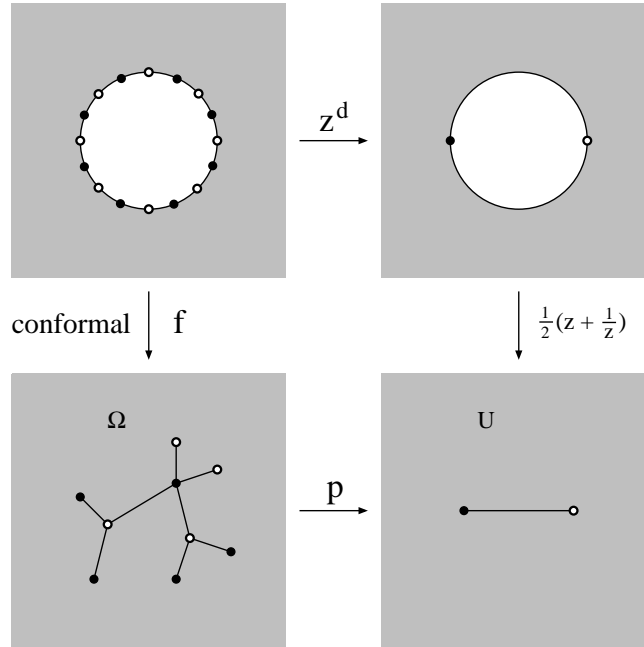 z^d
conformal
f
½(z + 1/z)
Ω
U
p